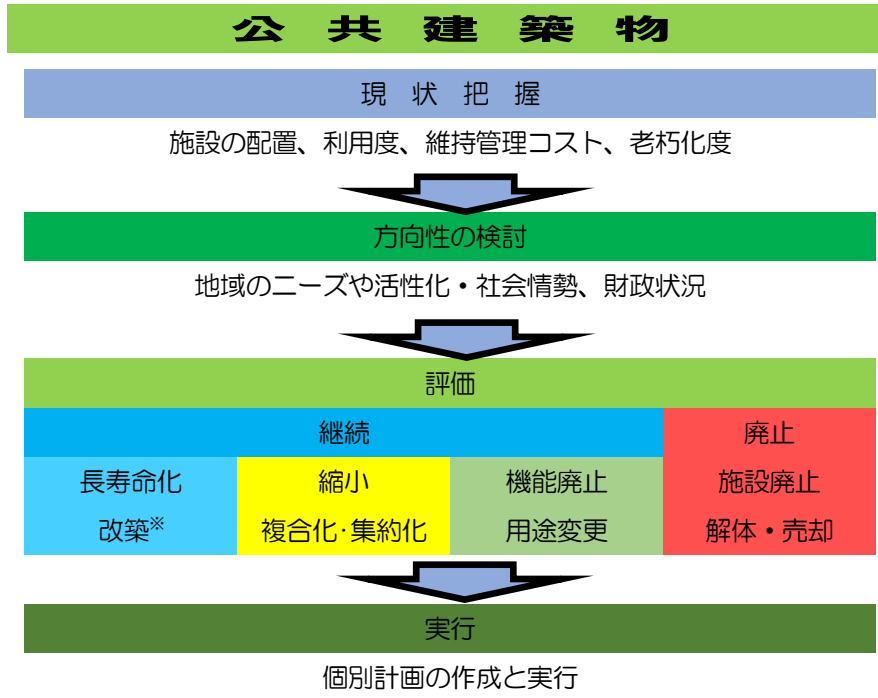 公共建築物
現状把握
施設の配置、利用度、維持管理コスト、老朽化度
方向性の検討
地域のニーズや活性化・社会情勢、財政状況
評価
継続 廃止
長寿命化 縮小 機能廃止 施設廃止
改築※ 複合化・集約化 用途変更 解体・売却
実行
個別計画の作成と実行